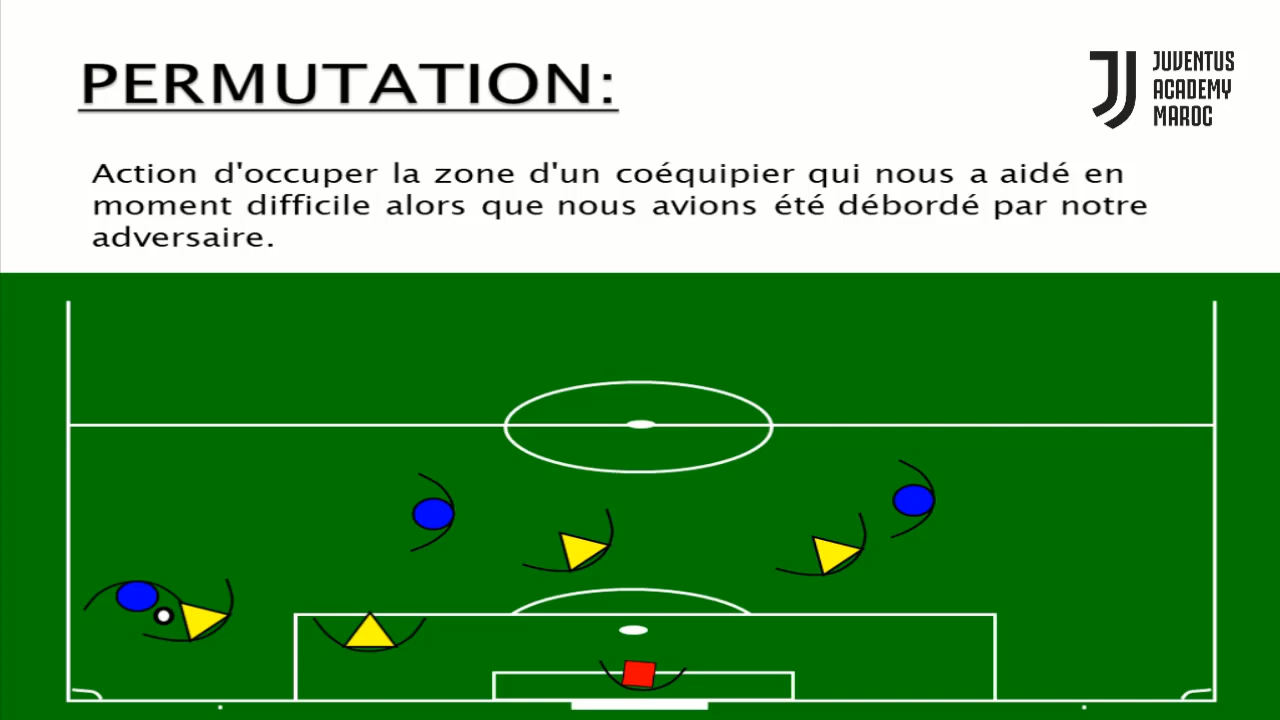 PERMUTATION:
JUVENTUS
ACADEMY
MAROC
Action d'occuper la zone d'un coéquipier qui nous a aidé en
moment difficile alors que nous avions été débordé par notre
adversaire.